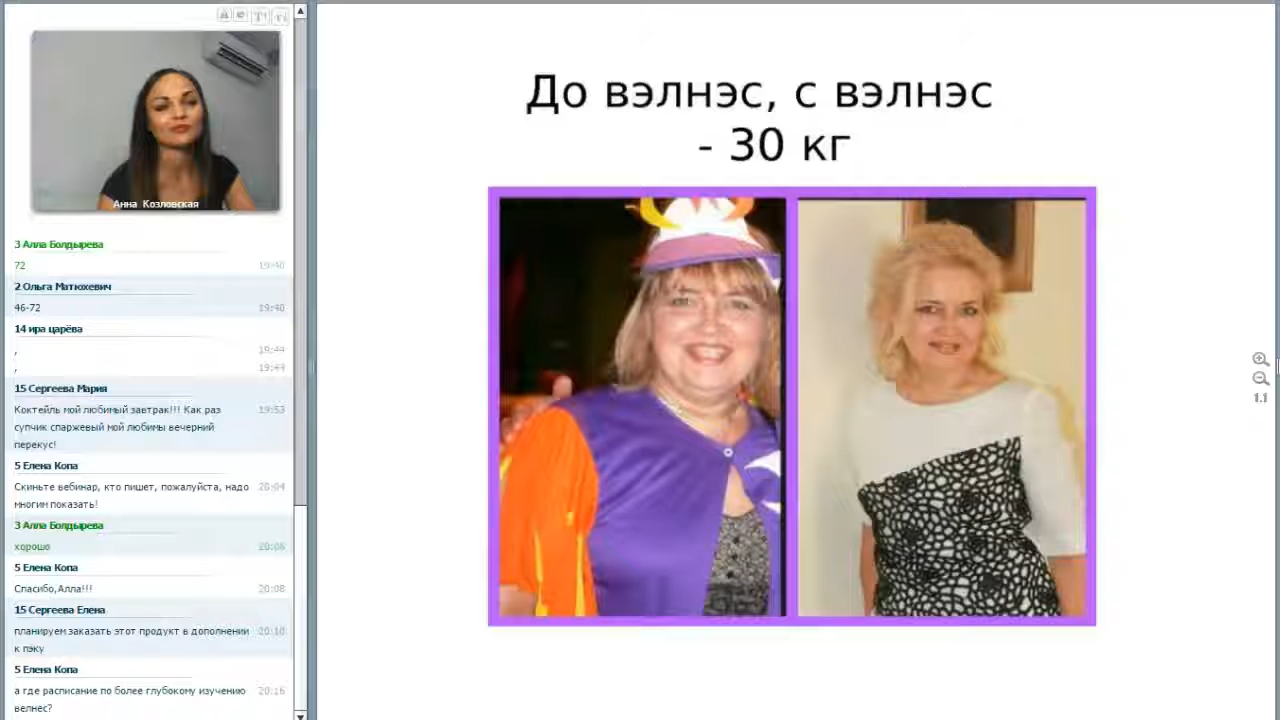 Анна Козловская
3 Алла Болдырева
72 19:40
2 Ольга Матюхевич
46-72 19:40
14 ира царёва
, 19:44
, 19:44
15 Сергеева Мария
Коктейль мой любимый завтрак!!! Как раз 19:53
супчик спаржевый мой любимы вечерний
перекус!
5 Елена Копа
Скиньте вебинар, кто пишет, пожалуйста, надо 20:04
многим показать!
3 Алла Болдырева
хорошо 20:06
5 Елена Копа
Спасибо,Алла!!! 20:08
15 Сергеева Елена
планируем заказать этот продукт в дополнении 20:10
к пэку
5 Елена Копа
а где расписание по более глубокому изучению 20:16
велнес?
До вэлнэс, с вэлнэс
- 30 кг
1.1